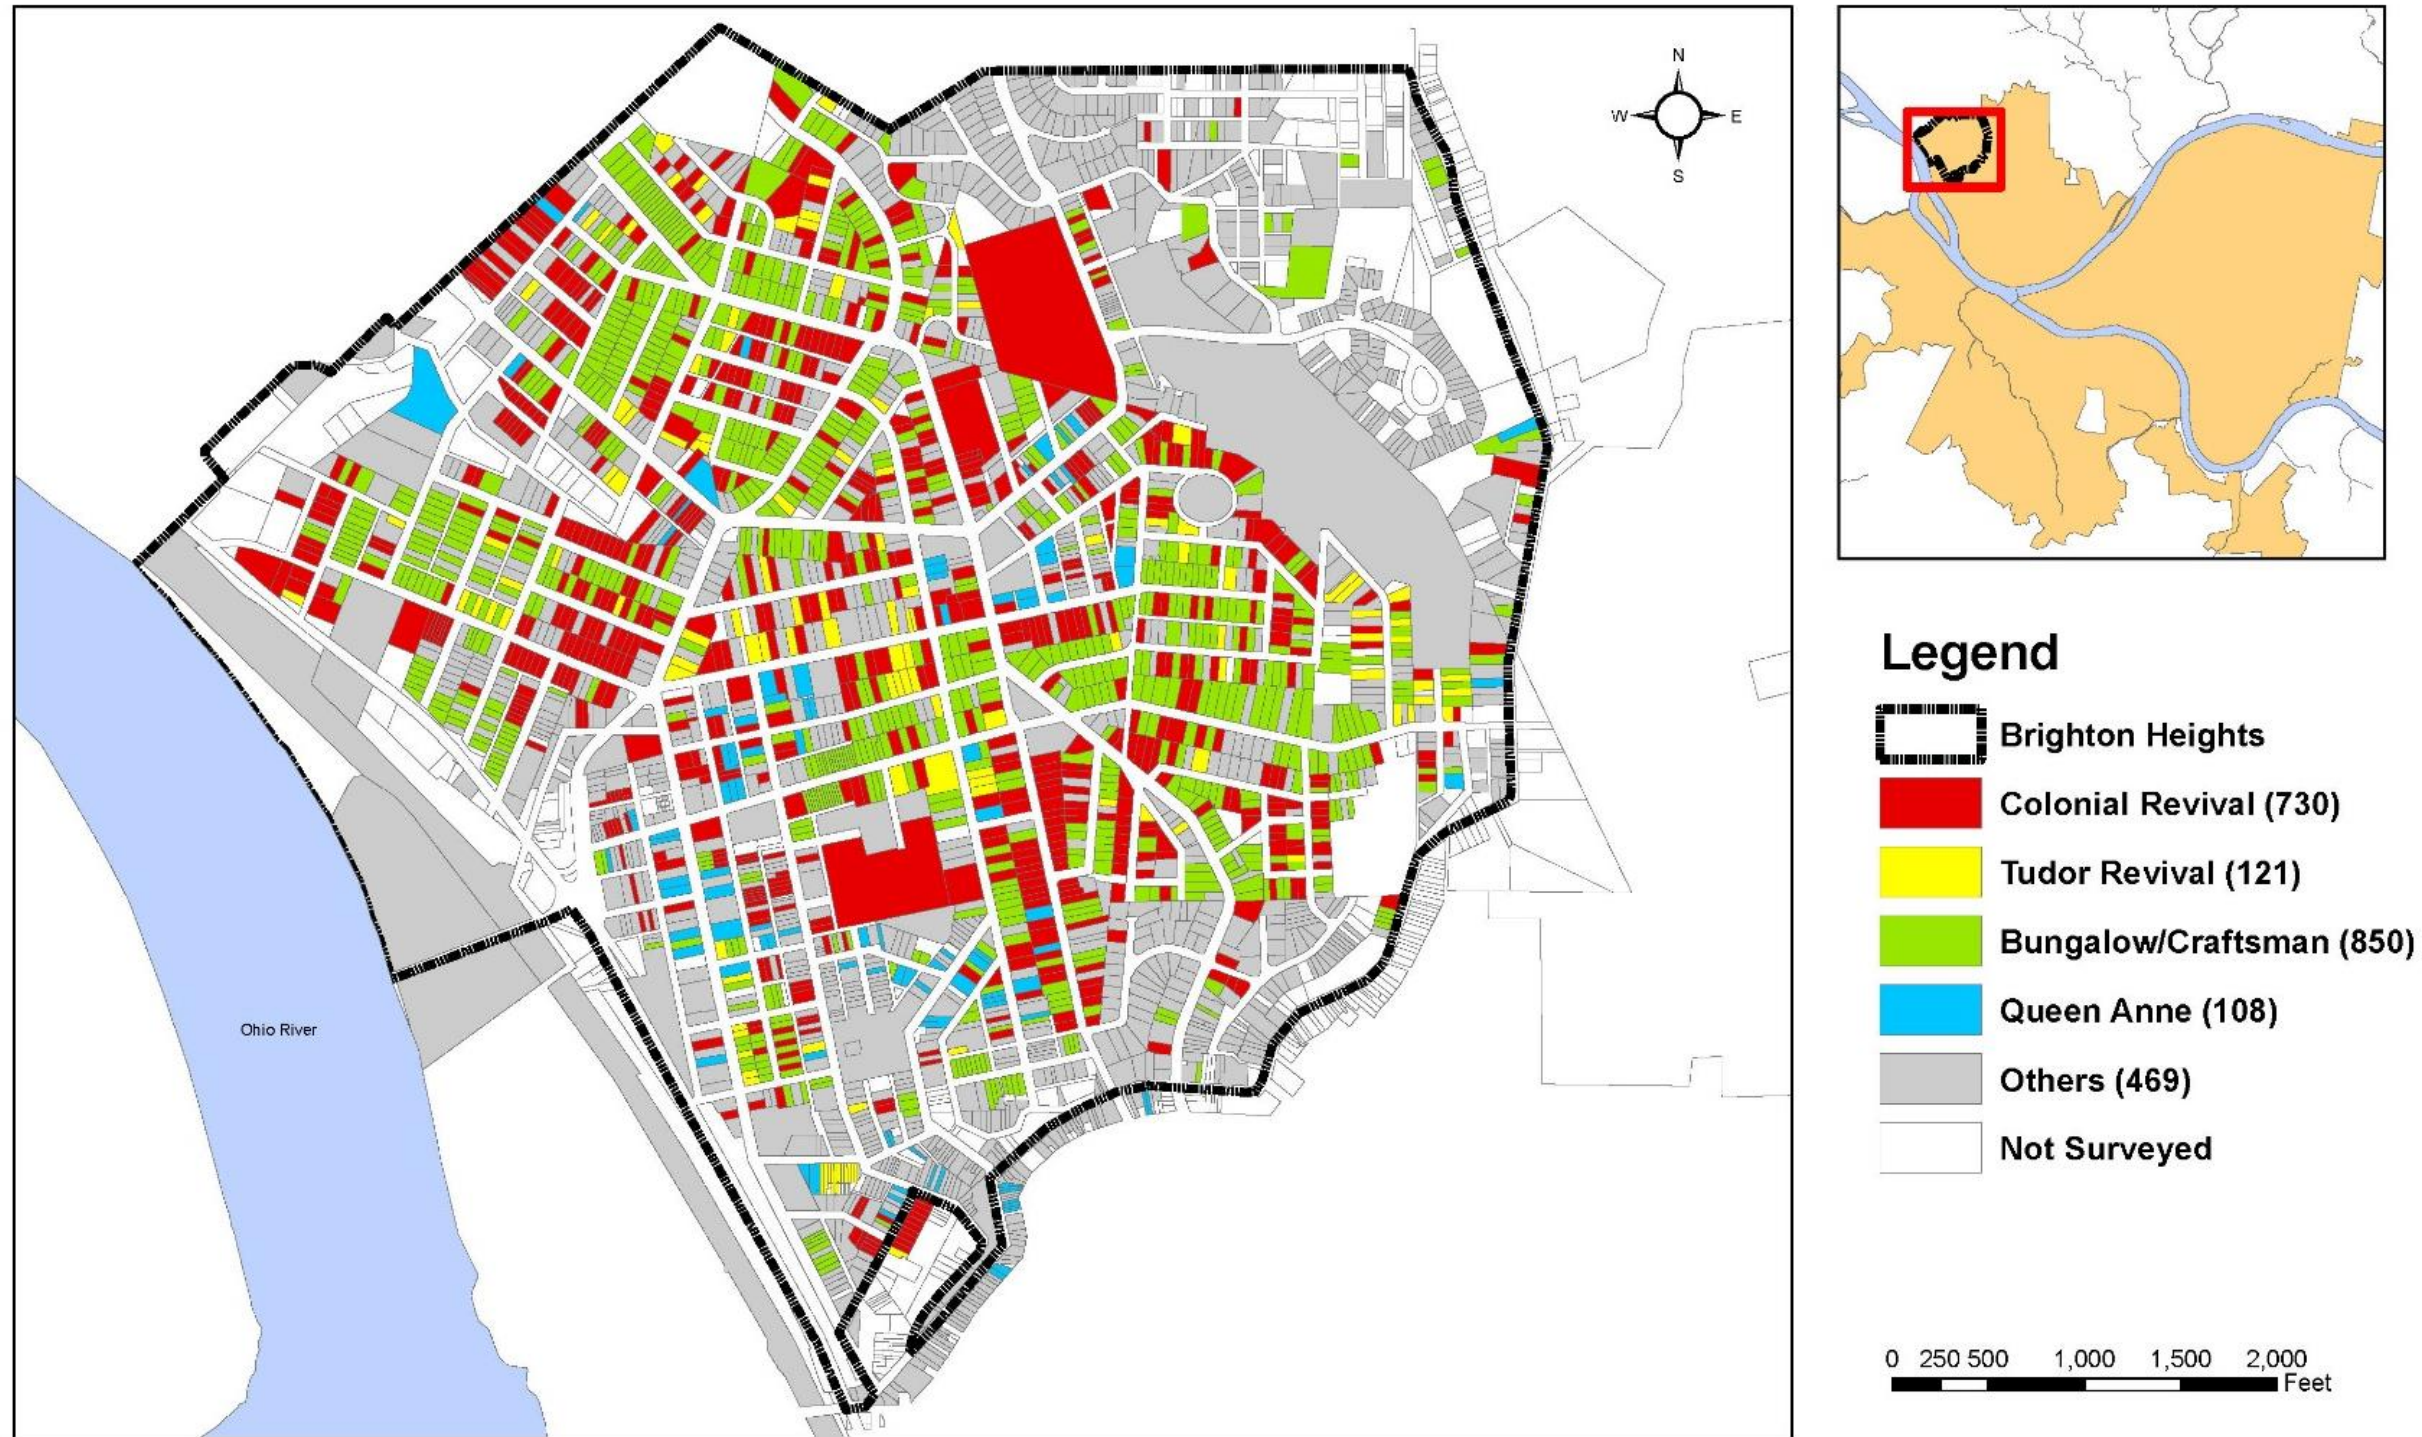 N
W E
S
Ohio River
Legend
Brighton Heights
Colonial Revival (730)
Tudor Revival (121)
Bungalow/Craftsman (850)
Queen Anne (108)
Others (469)
Not Surveyed
0 250 500 1,000 1,500 2,000
Feet